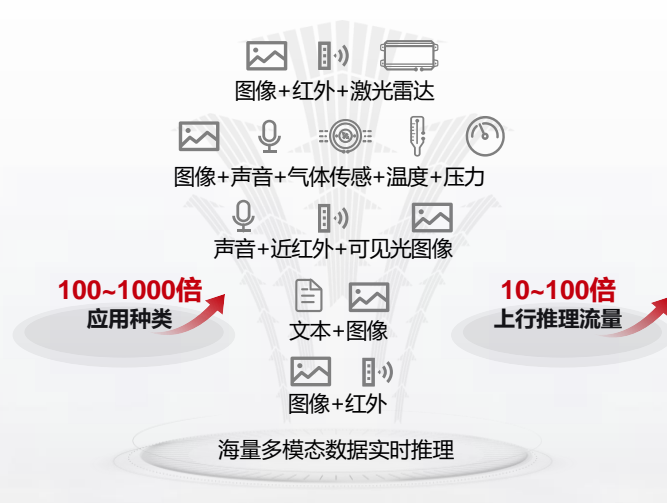 图像+红外+激光雷达
图像+声音+气体传感+温度+压力
声音+近红外+可见光图像
100~1000倍
应用种类
10~100倍
上行推理流量
文本+图像
图像+红外
海量多模态数据实时推理